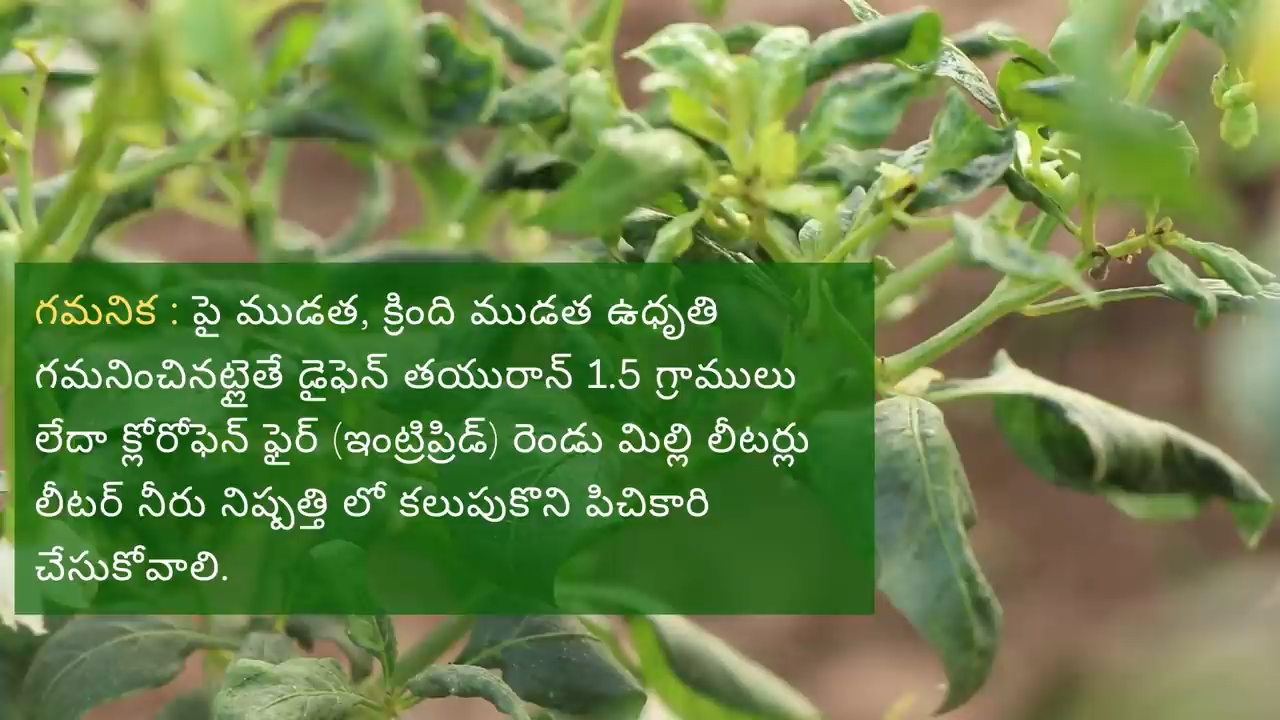 గమనిక : పై ముడత, క్రింది ముడత ఉధృతి
గమనించినట్లైతే డైఫెన్ తయురాన్ 1.5 గ్రాములు
లేదా క్లోరోఫెన్ ఫైర్ (ఇంట్రిప్రిడ్) రెండు మిల్లి లీటర్లు
లీటర్ నీరు నిష్పత్తి లో కలుపుకొని పిచికారి
చేసుకోవాలి.